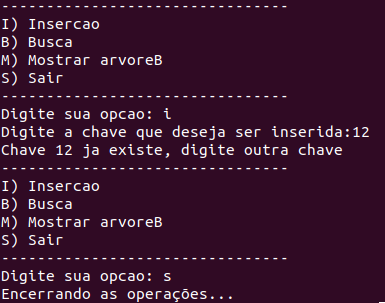 --------------------------------
I) Insercao
B) Busca
M) Mostrar arvoreB
S) Sair
--------------------------------
Digite sua opcao: i
Digite a chave que deseja ser inserida:12
Chave 12 ja existe, digite outra chave
--------------------------------
I) Insercao
B) Busca
M) Mostrar arvoreB
S) Sair
--------------------------------
Digite sua opcao: s
Encerrando as operações...